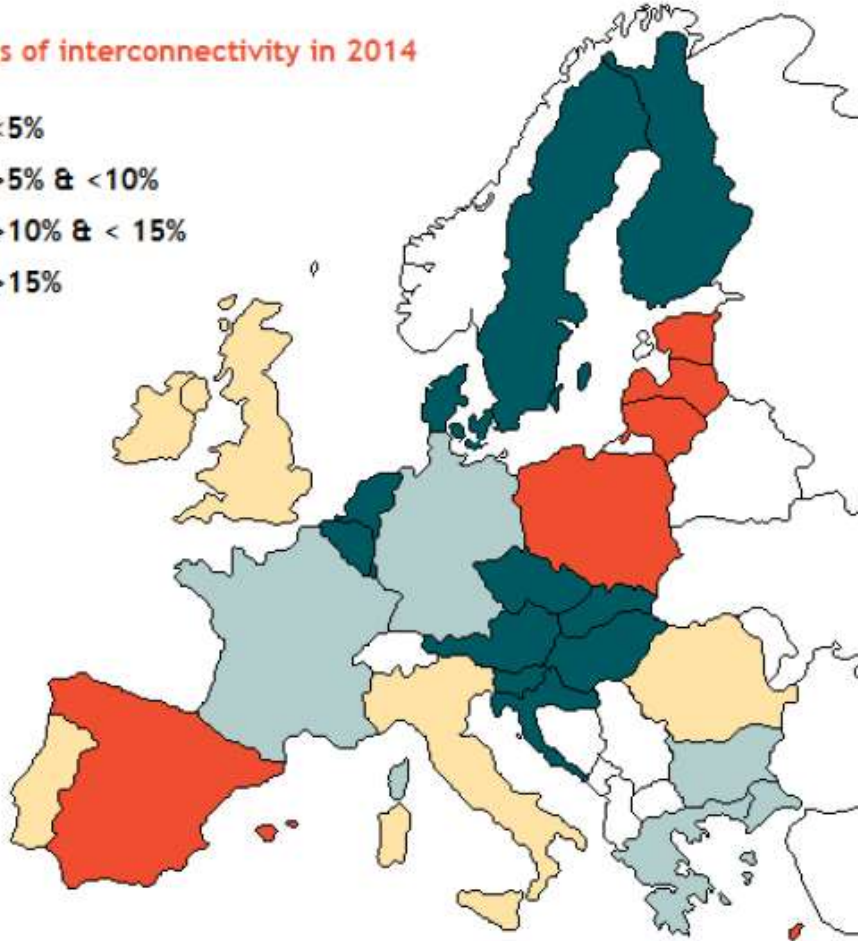 s of interconnectivity in 2014
<5%
>5% & <10%
>10% & < 15%
>15%